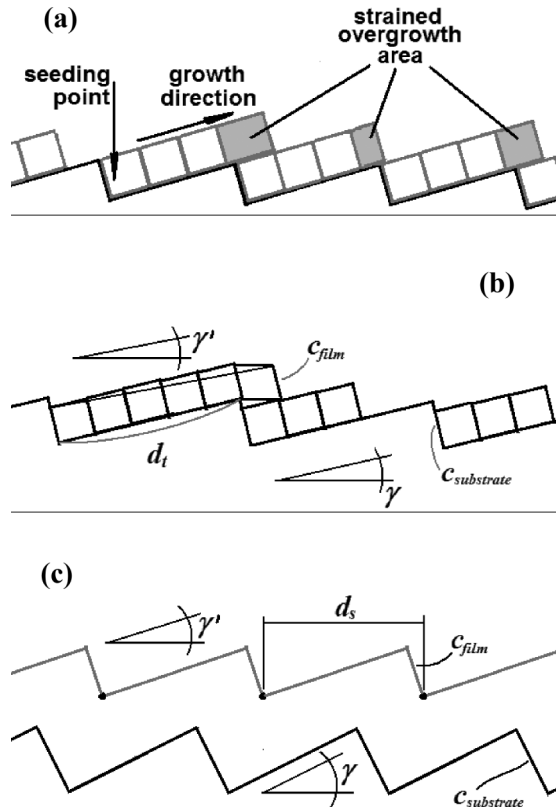 (a)
strained
overgrowth
area
seeding
point
growth
direction
(b)
γ'
c_film
d_t
γ
c_substrate
(c)
γ'
d_s
c_film
γ
c_substrate